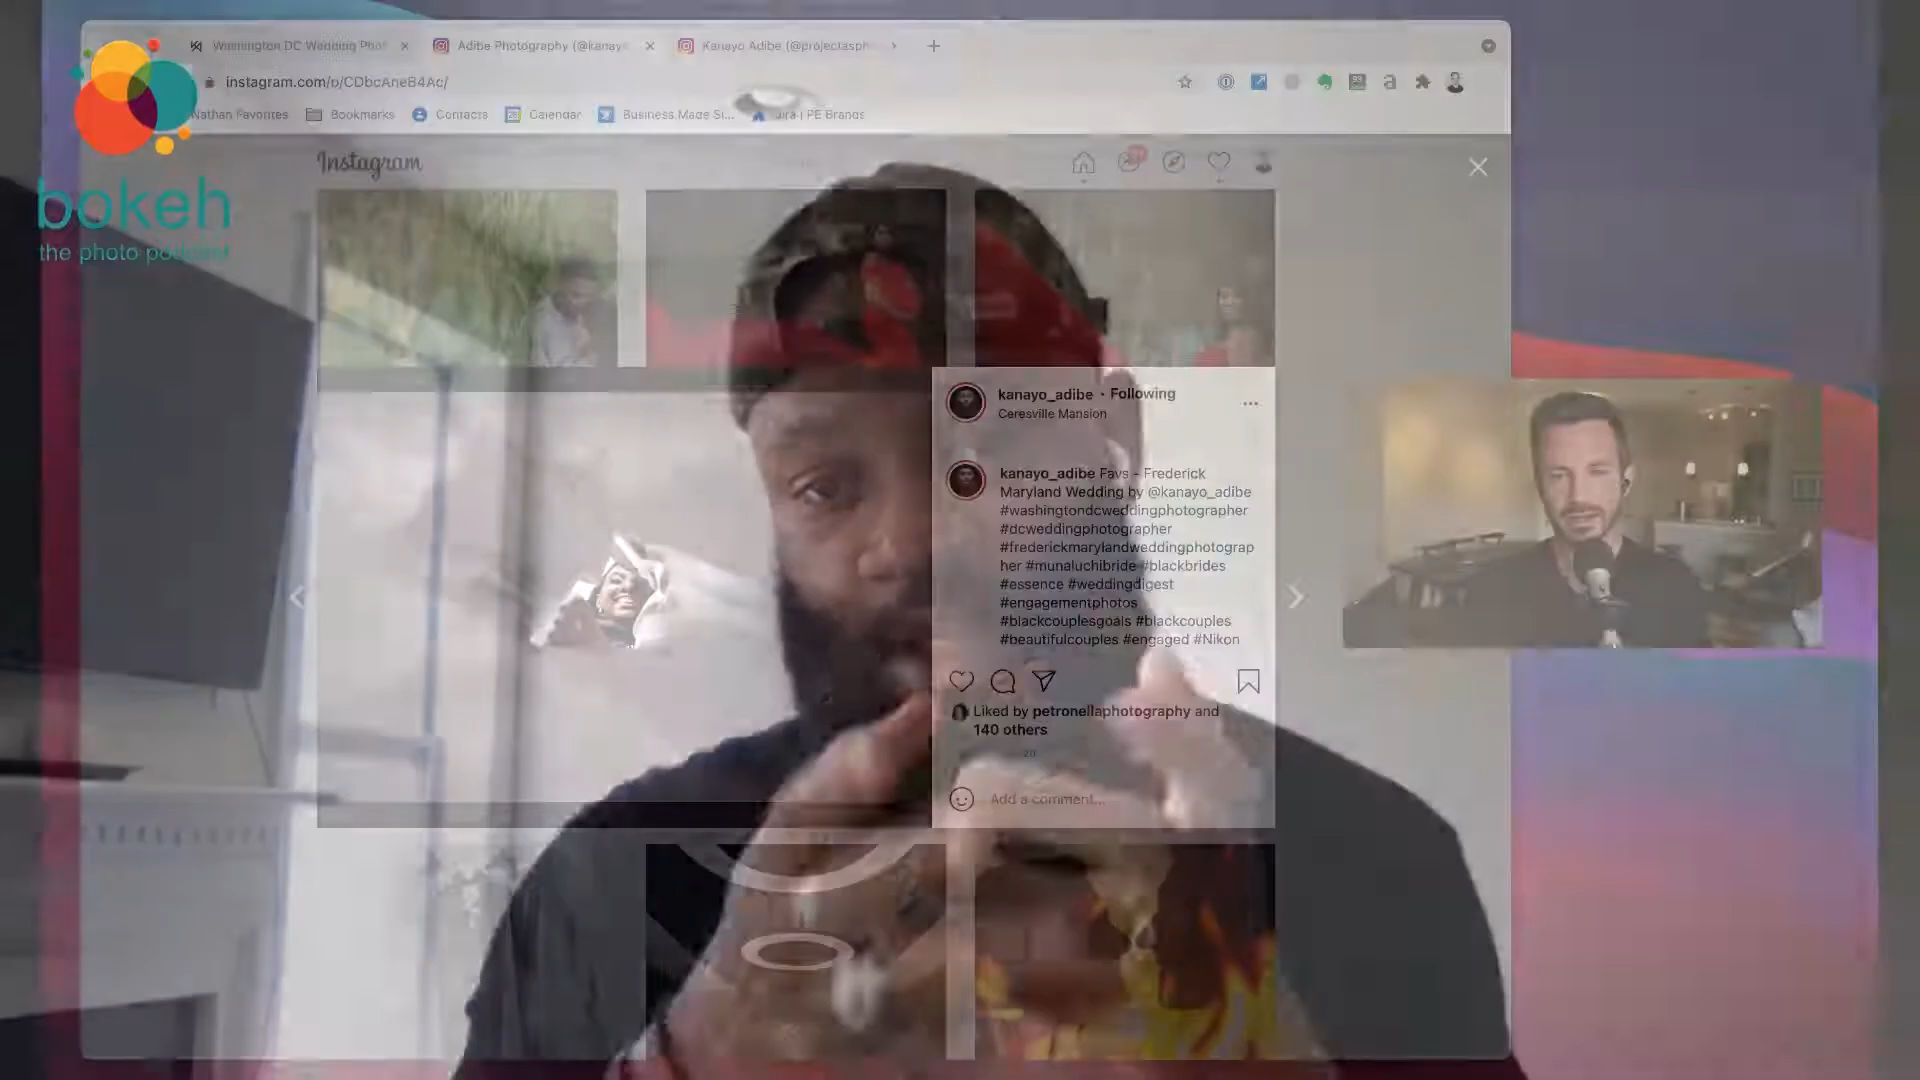 Washington DC Wedding Phot
Adibe Photography (@kanayo
Kanayo Adibe (@projectasph
instagram.com/p/CDbcAneB4Ac/
Nathan Favorites
Bookmarks
Contacts
Calendar
Business Made Si...
Jira | PE Brands
bokeh
the photo podcast
Instagram
kanayo_adibe • Following
Ceresville Mansion
kanayo_adibe Favs - Frederick
Maryland Wedding by @kanayo_adibe
#washingtondcweddingphotographer
#dcweddingphotographer
#frederickmarylandweddingphotograp
her #munaluchibride #blackbrides
#essence #weddingdigest
#engagementphotos
#blackcouplesgoals #blackcouples
#beautifulcouples #engaged #Nikon
Liked by petronellaphotography and
140 others
Add a comment...